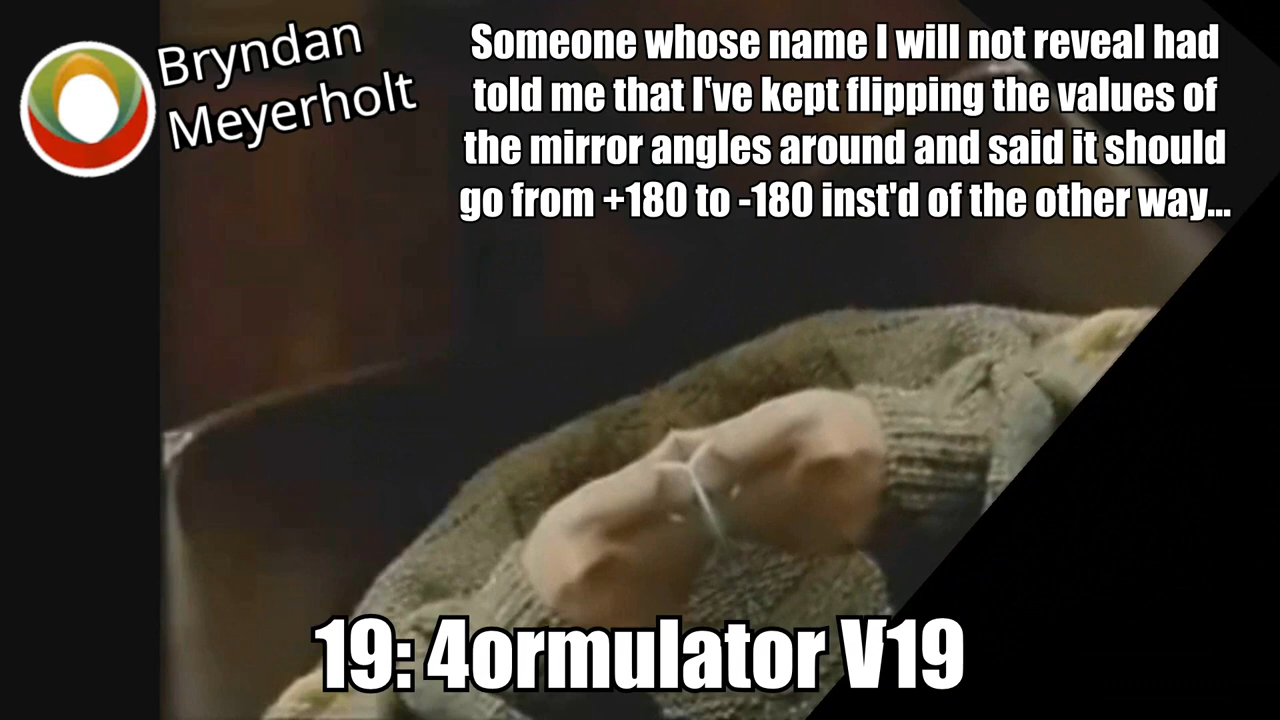 Bryndan
Meyerholt
Someone whose name I will not reveal had
told me that I've kept flipping the values of
the mirror angles around and said it should
go from +180 to -180 inst'd of the other way...
19: 4ormulator V19